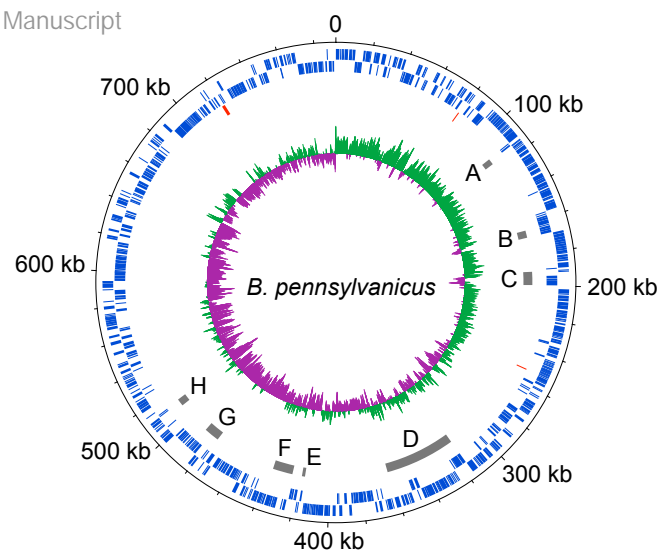 Manuscript
0
700 kb
100 kb
A
B
600 kb
B. pennsylvanicus
C
200 kb
H
G
D
F
E
500 kb
300 kb
400 kb